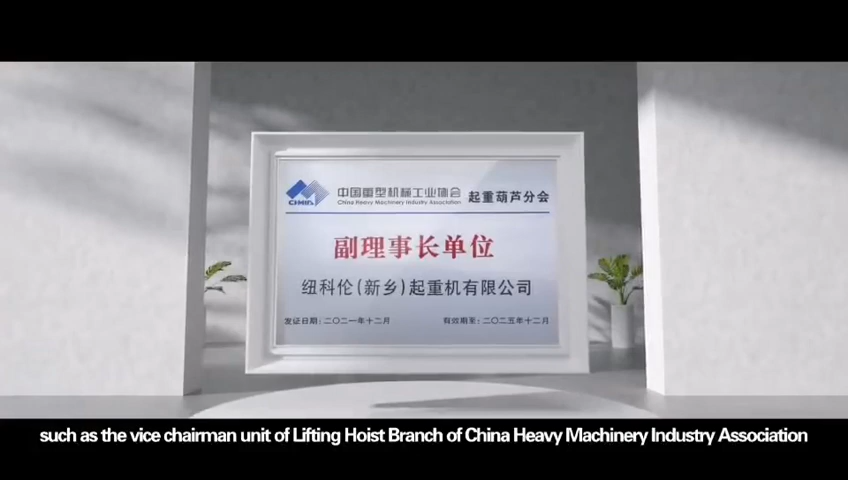 CHMIA
中国重型机械工业协会
China Heavy Machinery Industry Association
起重葫芦分会
副理事长单位
纽科伦(新乡)起重机有限公司
发证日期:二〇二一年十二月
有效期至:二〇二五年十二月
such as the vice chairman unit of Lifting Hoist Branch of China Heavy Machinery Industry Association